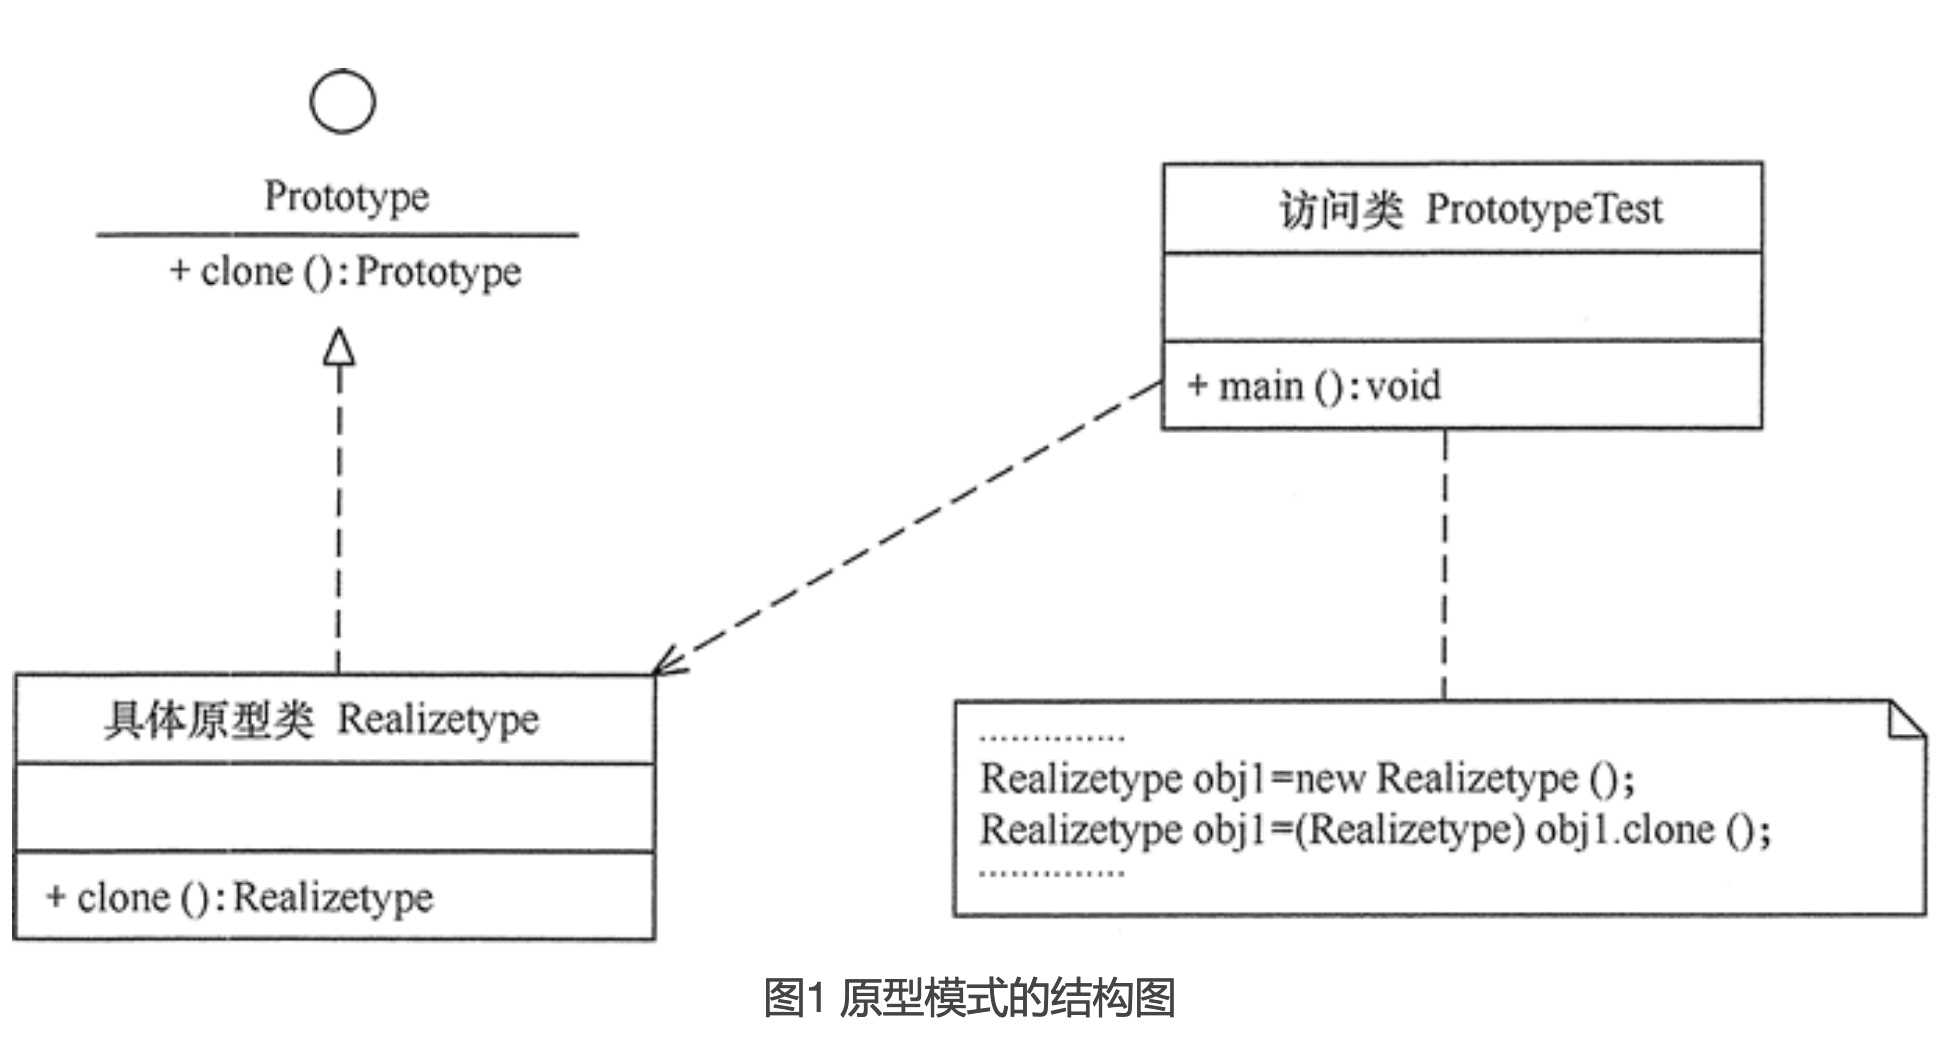 Prototype
+ clone ():Prototype
访问类 PrototypeTest
+ main ():void
具体原型类 Realizetype
+ clone ():Realizetype
..............
Realizetype obj1=new Realizetype ();
Realizetype obj1=(Realizetype) obj1.clone ();
..............
图1 原型模式的结构图